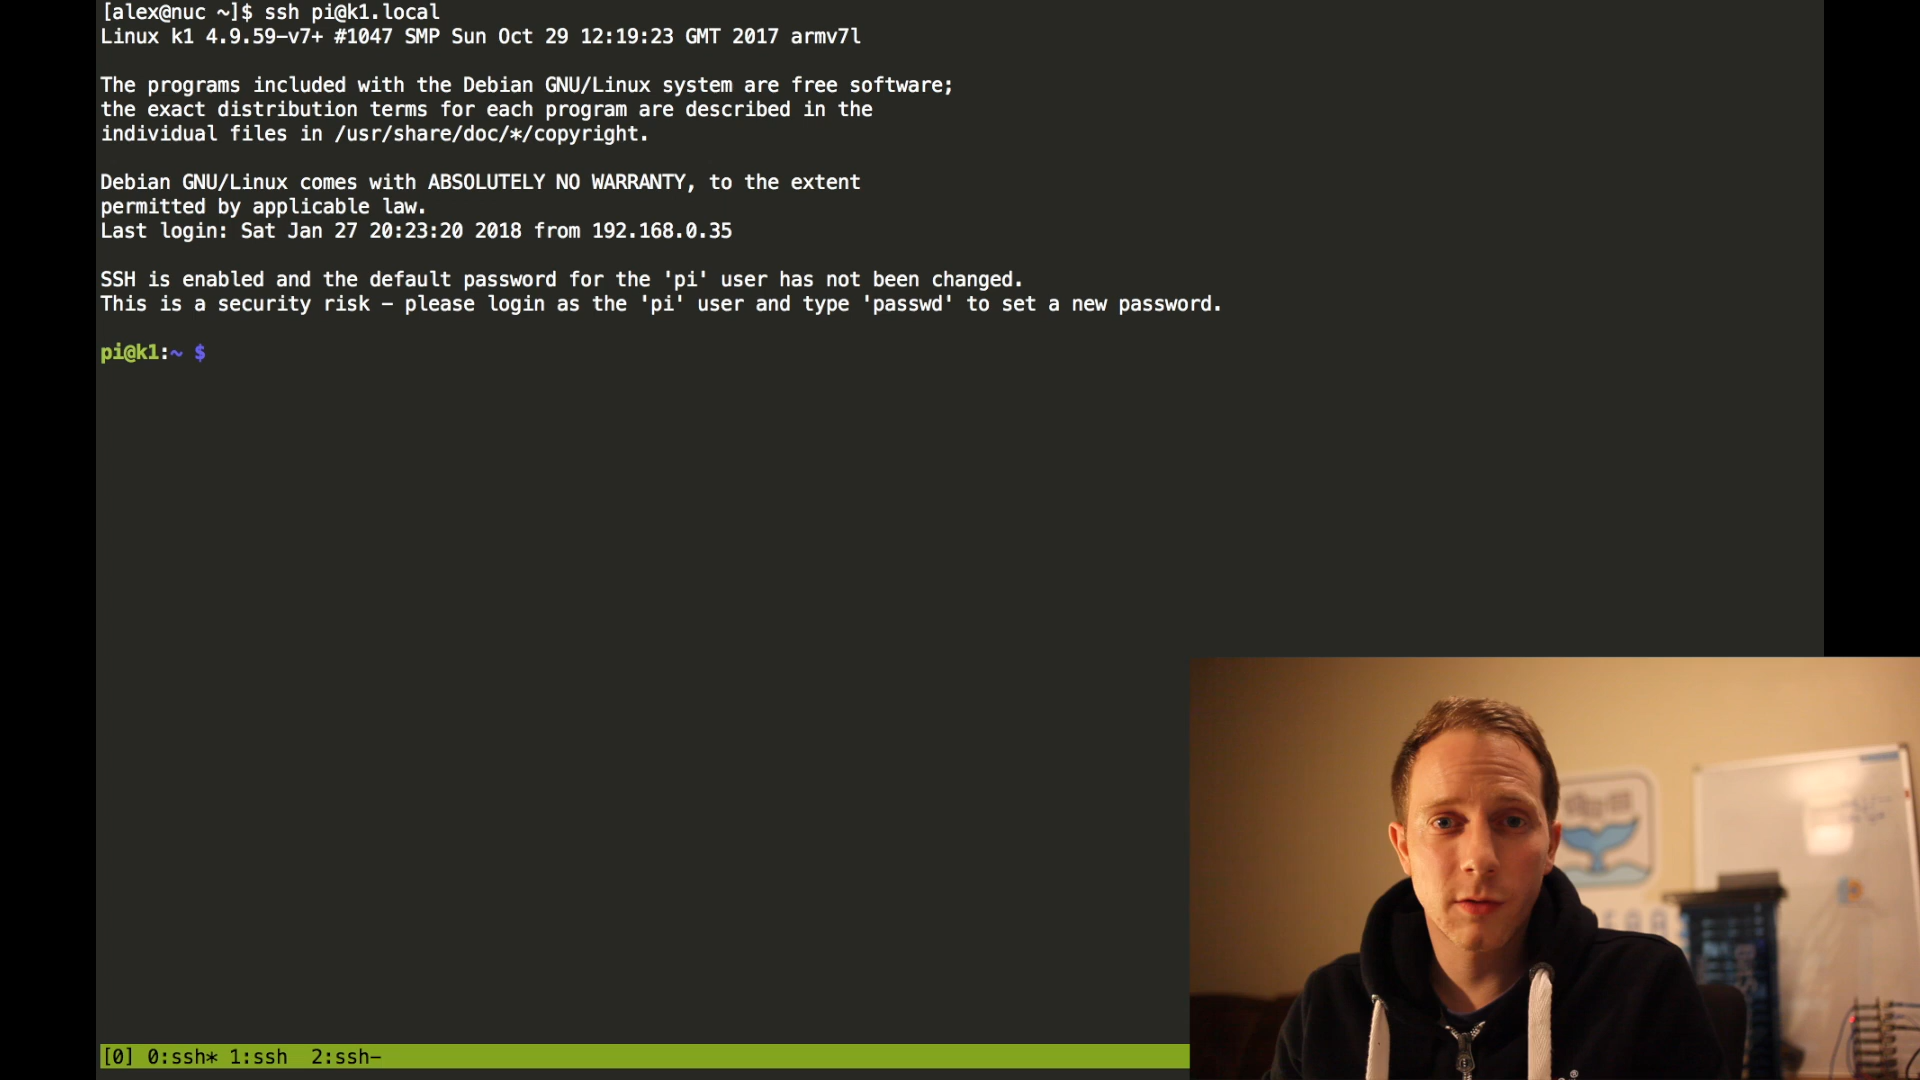 [alex@nuc ~]$ ssh pi@k1.local
Linux k1 4.9.59-v7+ #1047 SMP Sun Oct 29 12:19:23 GMT 2017 armv7l
The programs included with the Debian GNU/Linux system are free software;
the exact distribution terms for each program are described in the
individual files in /usr/share/doc/*/copyright.
Debian GNU/Linux comes with ABSOLUTELY NO WARRANTY, to the extent
permitted by applicable law.
Last login: Sat Jan 27 20:23:20 2018 from 192.168.0.35
SSH is enabled and the default password for the 'pi' user has not been changed.
This is a security risk - please login as the 'pi' user and type 'passwd' to set a new password.
pi@k1:~ $
[0] 0:ssh* 1:ssh  2:ssh-